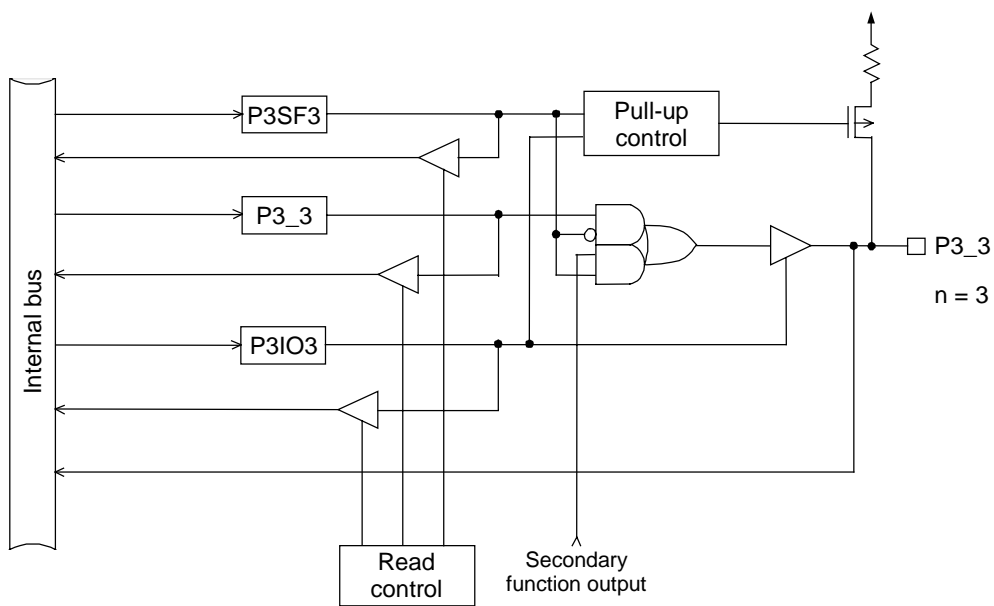 P3SF3
Pull-up
control
P3_3
P3_3
n = 3
P3IO3
Internal bus
Read
control
Secondary
function output